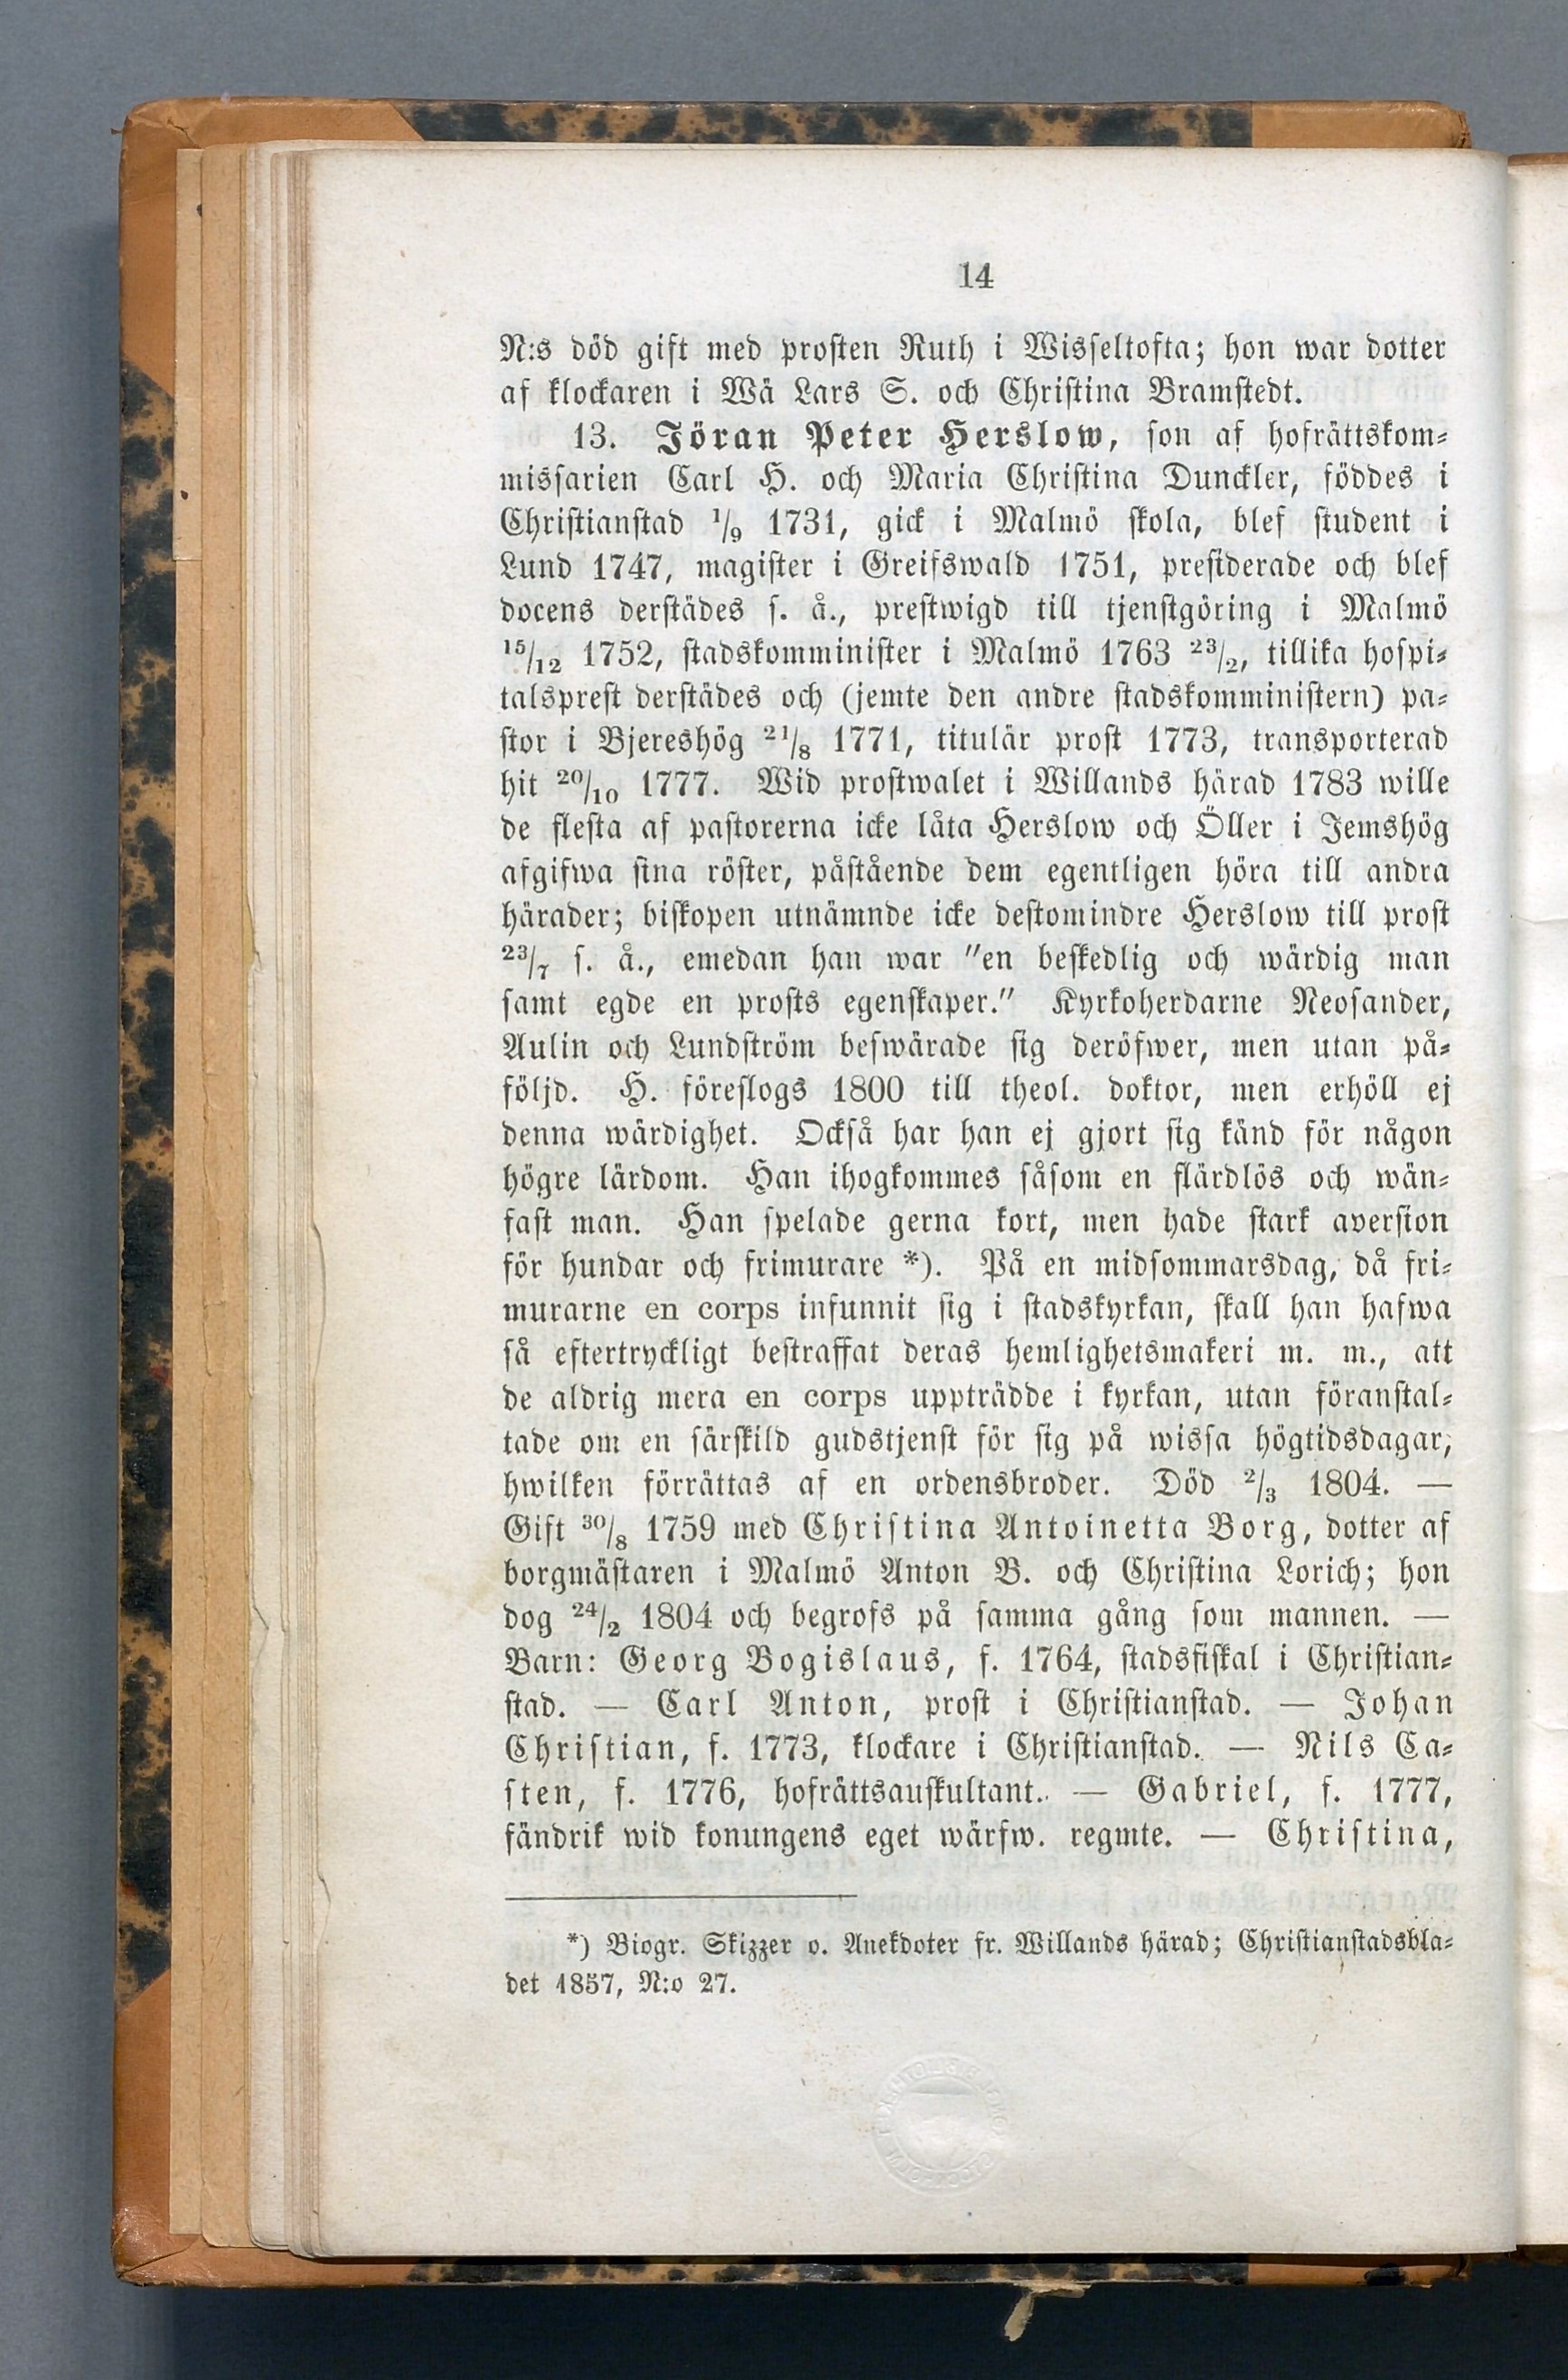 14
N:s död gift med prosten Ruth i Wisseltofta; hon war dotter
af klockaren i Wä Lars S. och Christina Bramstedt.
13. Jöran Peter Herslow, son af hofrättskom-
missarien Carl H. och Maria Christina Dunckler, föddes i
Christianstad 1/9 1731, gick i Malmö skola, blef student i
Lund 1747, magister i Greifswald 1751, presiderade och blef
docens derstädes s. å., prestwigd till tjenstgöring i Malmö
15/12 1752, stadskomminister i Malmö 1763 23/2, tillika hospi-
talsprest derstädes och (jemte den andre stadskomministern) pa-
stor i Bjereshög 21/8 1771, titulär prost 1773, transporterad
hit 20/10 1777. Wid prostwalet i Willands härad 1783 wille
de flesta af pastorerna icke låta Herslow och Öller i Jemshög
afgifwa sina röster, påstående dem egentligen höra till andra
härader; biskopen utnämnde icke destomindre Herslow till prost
23/7 s. å., emedan han war "en beskedlig och wärdig man
samt egde en prosts egenskaper." Kyrkoherdarne Neosander,
Aulin och Lundström beswärade sig deröfwer, men utan på-
följd. H. föreslogs 1800 till theol. doktor, men erhöll ej
denna wärdighet. Också har han ej gjort sig känd för någon
högre lärdom. Han ihogkommes såsom en flärdlös och wän-
fast man. Han spelade gerna kort, men hade stark aversion
för hundar och frimurare *). På en midsommarsdag, då fri-
murarne en corps infunnit sig i stadskyrkan, skall han hafwa
så eftertryckligt bestraffat deras hemlighetsmakeri m. m., att
de aldrig mera en corps uppträdde i kyrkan, utan föranstal-
tade om en särskild gudstjenst för sig på wissa högtidsdagar,
hwilken förrättas af en ordensbroder. Död 2/3 1804. —
Gift 30/8 1759 med Christina Antoinetta Borg, dotter af
borgmästaren i Malmö Anton B. och Christina Lorich; hon
dog 24/2 1804 och begrofs på samma gång som mannen. —
Barn: Georg Bogislaus, f. 1764, stadsfiskal i Christian-
stad. — Carl Anton, prost i Christianstad. — Johan
Christian, f. 1773, klockare i Christianstad. — Nils Ca-
sten, f. 1776, hofrättsauskultant. — Gabriel, f. 1777,
fändrik wid konungens eget wärfw. regmte. — Christina,
*) Biogr. Skizzer o. Anekdoter fr. Willands härad; Christianstadsbla-
det 1857, N:o 27.